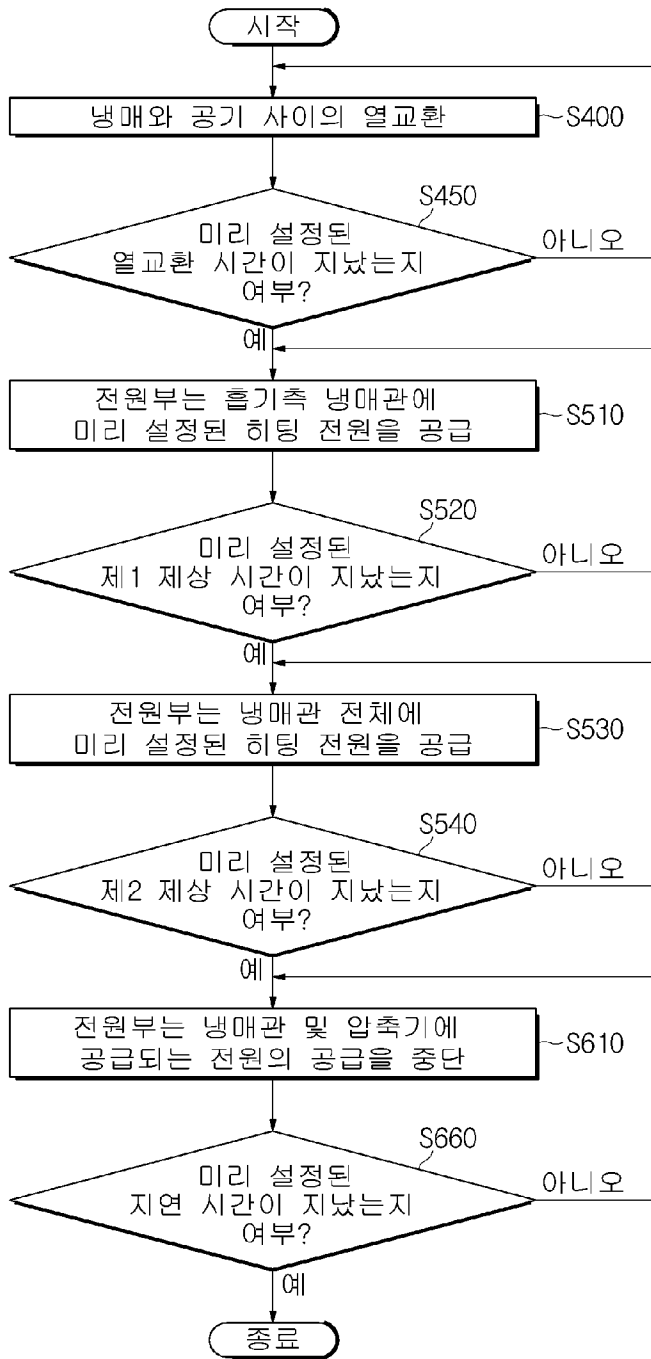 시작
냉매와 공기 사이의 열교환
S400
S450
미리 설정된
열교환 시간이 지났는지
여부?
아니오
예
전원부는 흡기측 냉매관에
미리 설정된 히팅 전원을 공급
S510
S520
미리 설정된
제1 제상 시간이 지났는지
여부?
아니오
예
전원부는 냉매관 전체에
미리 설정된 히팅 전원을 공급
S530
S540
미리 설정된
제2 제상 시간이 지났는지
여부?
아니오
예
전원부는 냉매관 및 압축기에
공급되는 전원의 공급을 중단
S610
S660
미리 설정된
지연 시간이 지났는지
여부?
아니오
예
종료